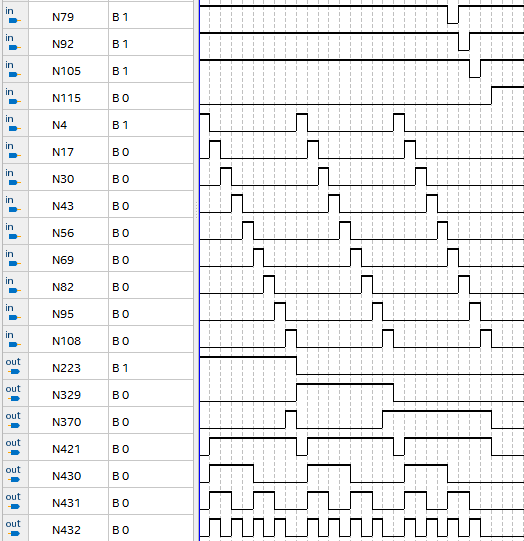 in N79 B 1
in N92 B 1
in N105 B 1
in N115 B 0
in N4 B 1
in N17 B 0
in N30 B 0
in N43 B 0
in N56 B 0
in N69 B 0
in N82 B 0
in N95 B 0
in N108 B 0
out N223 B 1
out N329 B 0
out N370 B 0
out N421 B 0
out N430 B 0
out N431 B 0
out N432 B 0